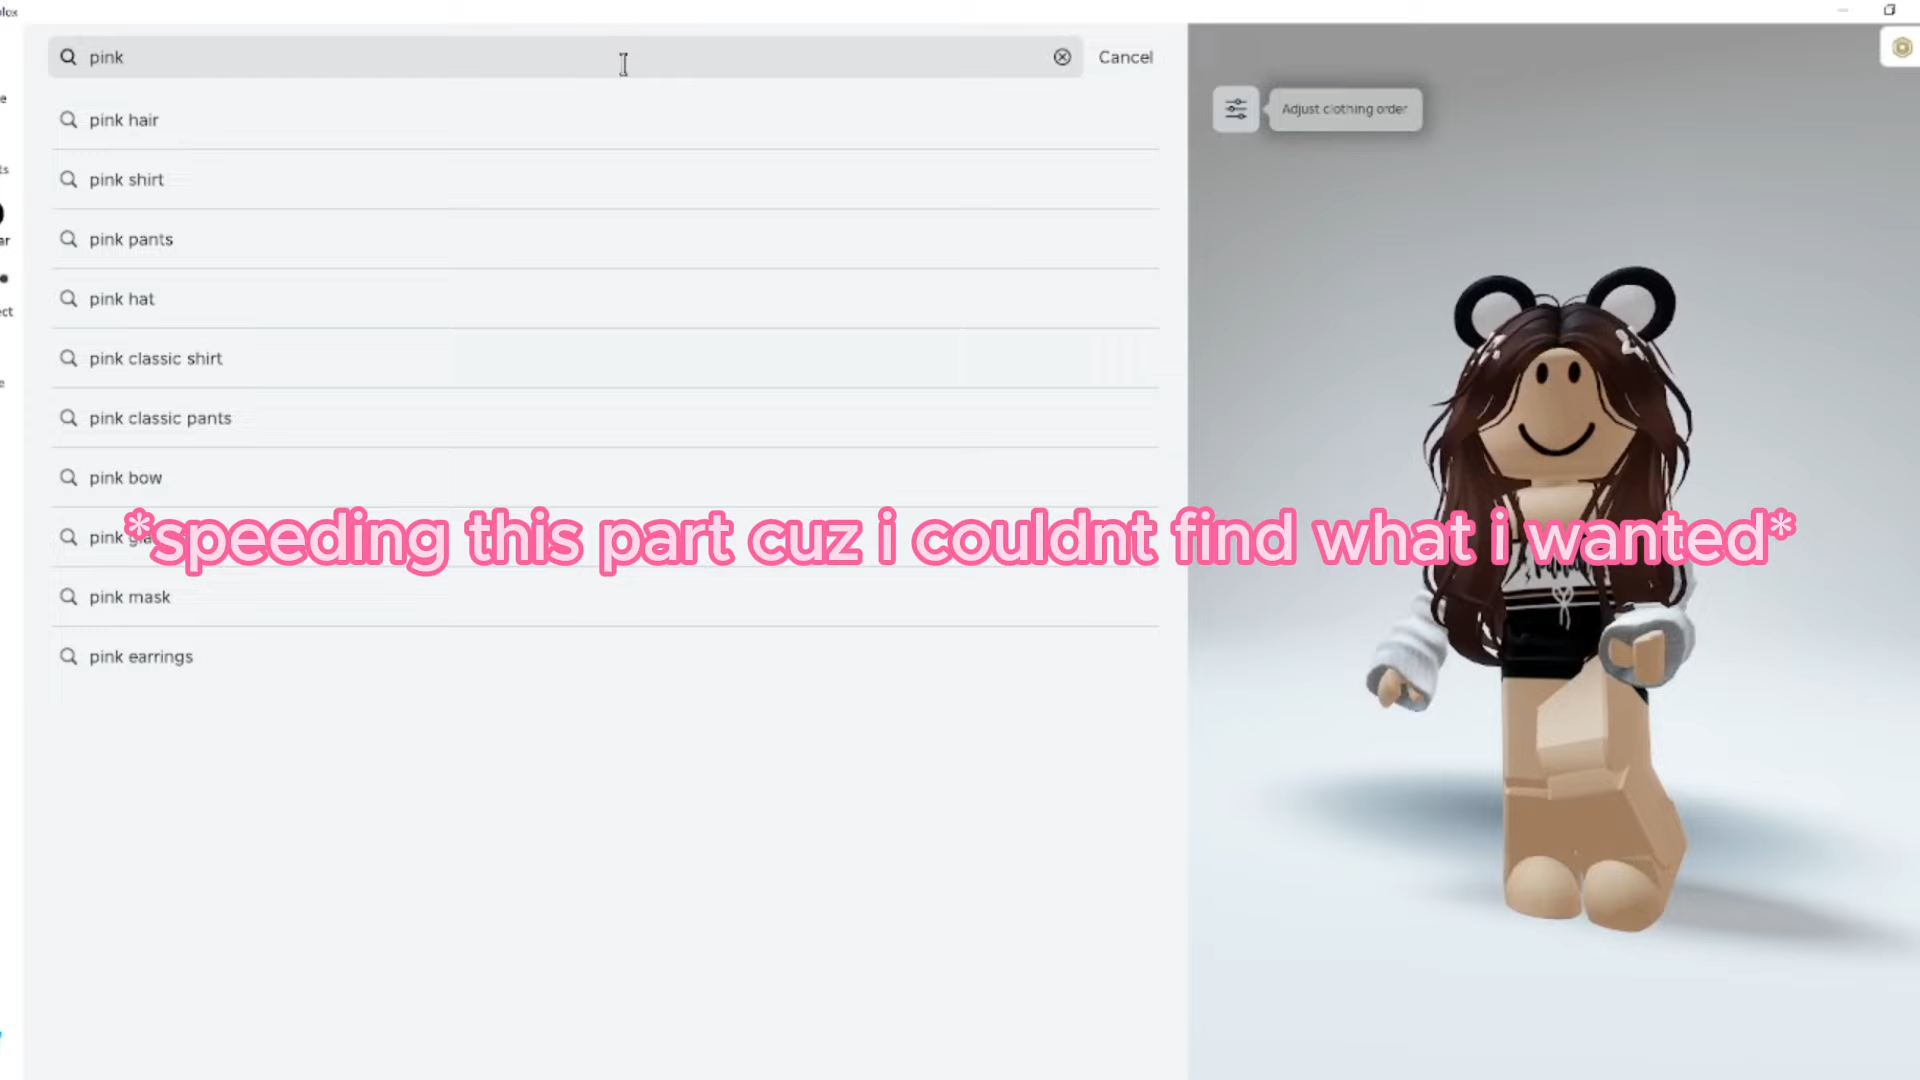 pink
Cancel
Adjust clothing order
pink hair
pink shirt
pink pants
pink hat
pink classic shirt
pink classic pants
pink bow
*speeding this part cuz i couldnt find what i wanted*
pink
pink mask
pink earrings